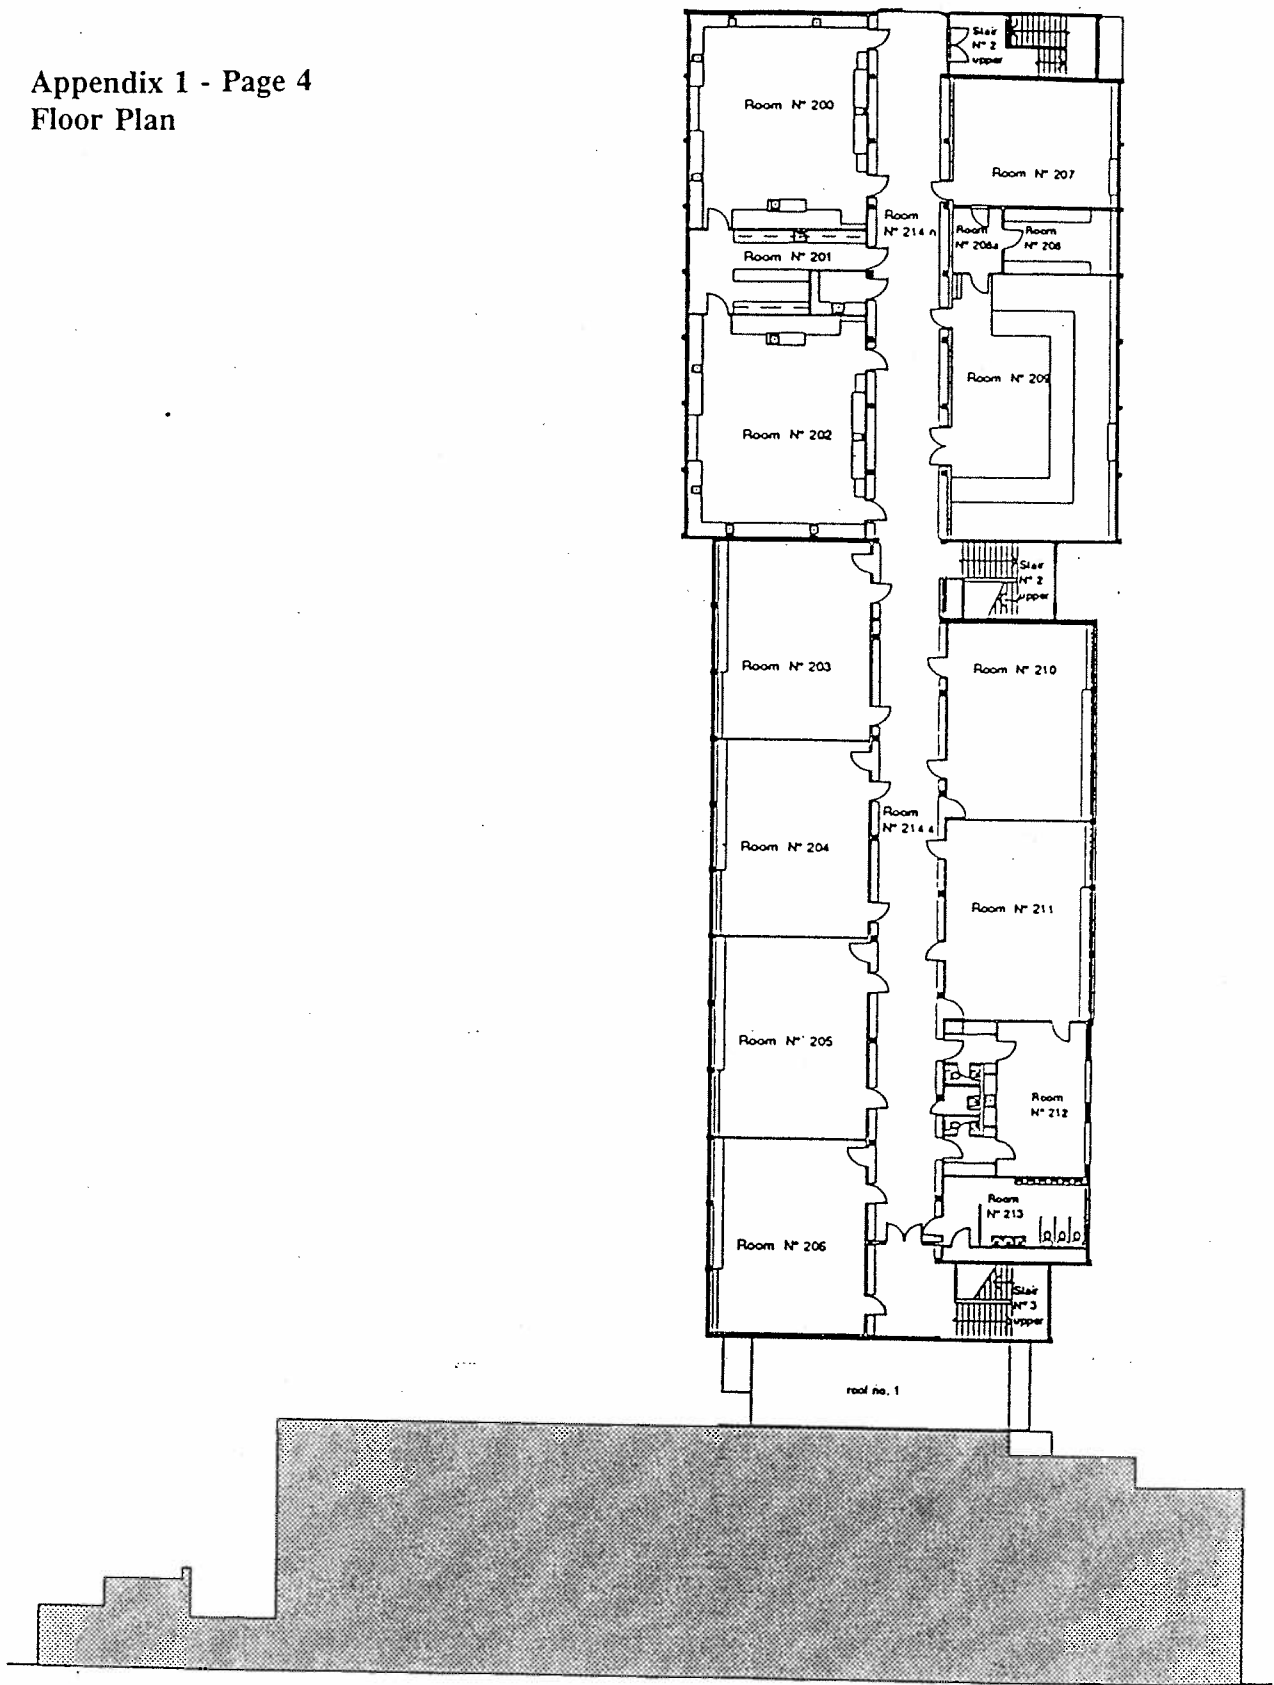 Appendix 1 - Page 4
Floor Plan
Stair
N° 2
upper
Room N° 200
Room N° 207
Room
N° 214
Room
N° 208a
Room
N° 208
Room N° 201
Room N° 209
Room N° 202
Stair
N° 2
upper
Room N° 203
Room N° 210
Room
N° 214 a
Room N° 204
Room N° 211
Room N° 205
Room
N° 212
Room
N° 213
Room N° 206
Stair
N° 3
upper
roof no. 1